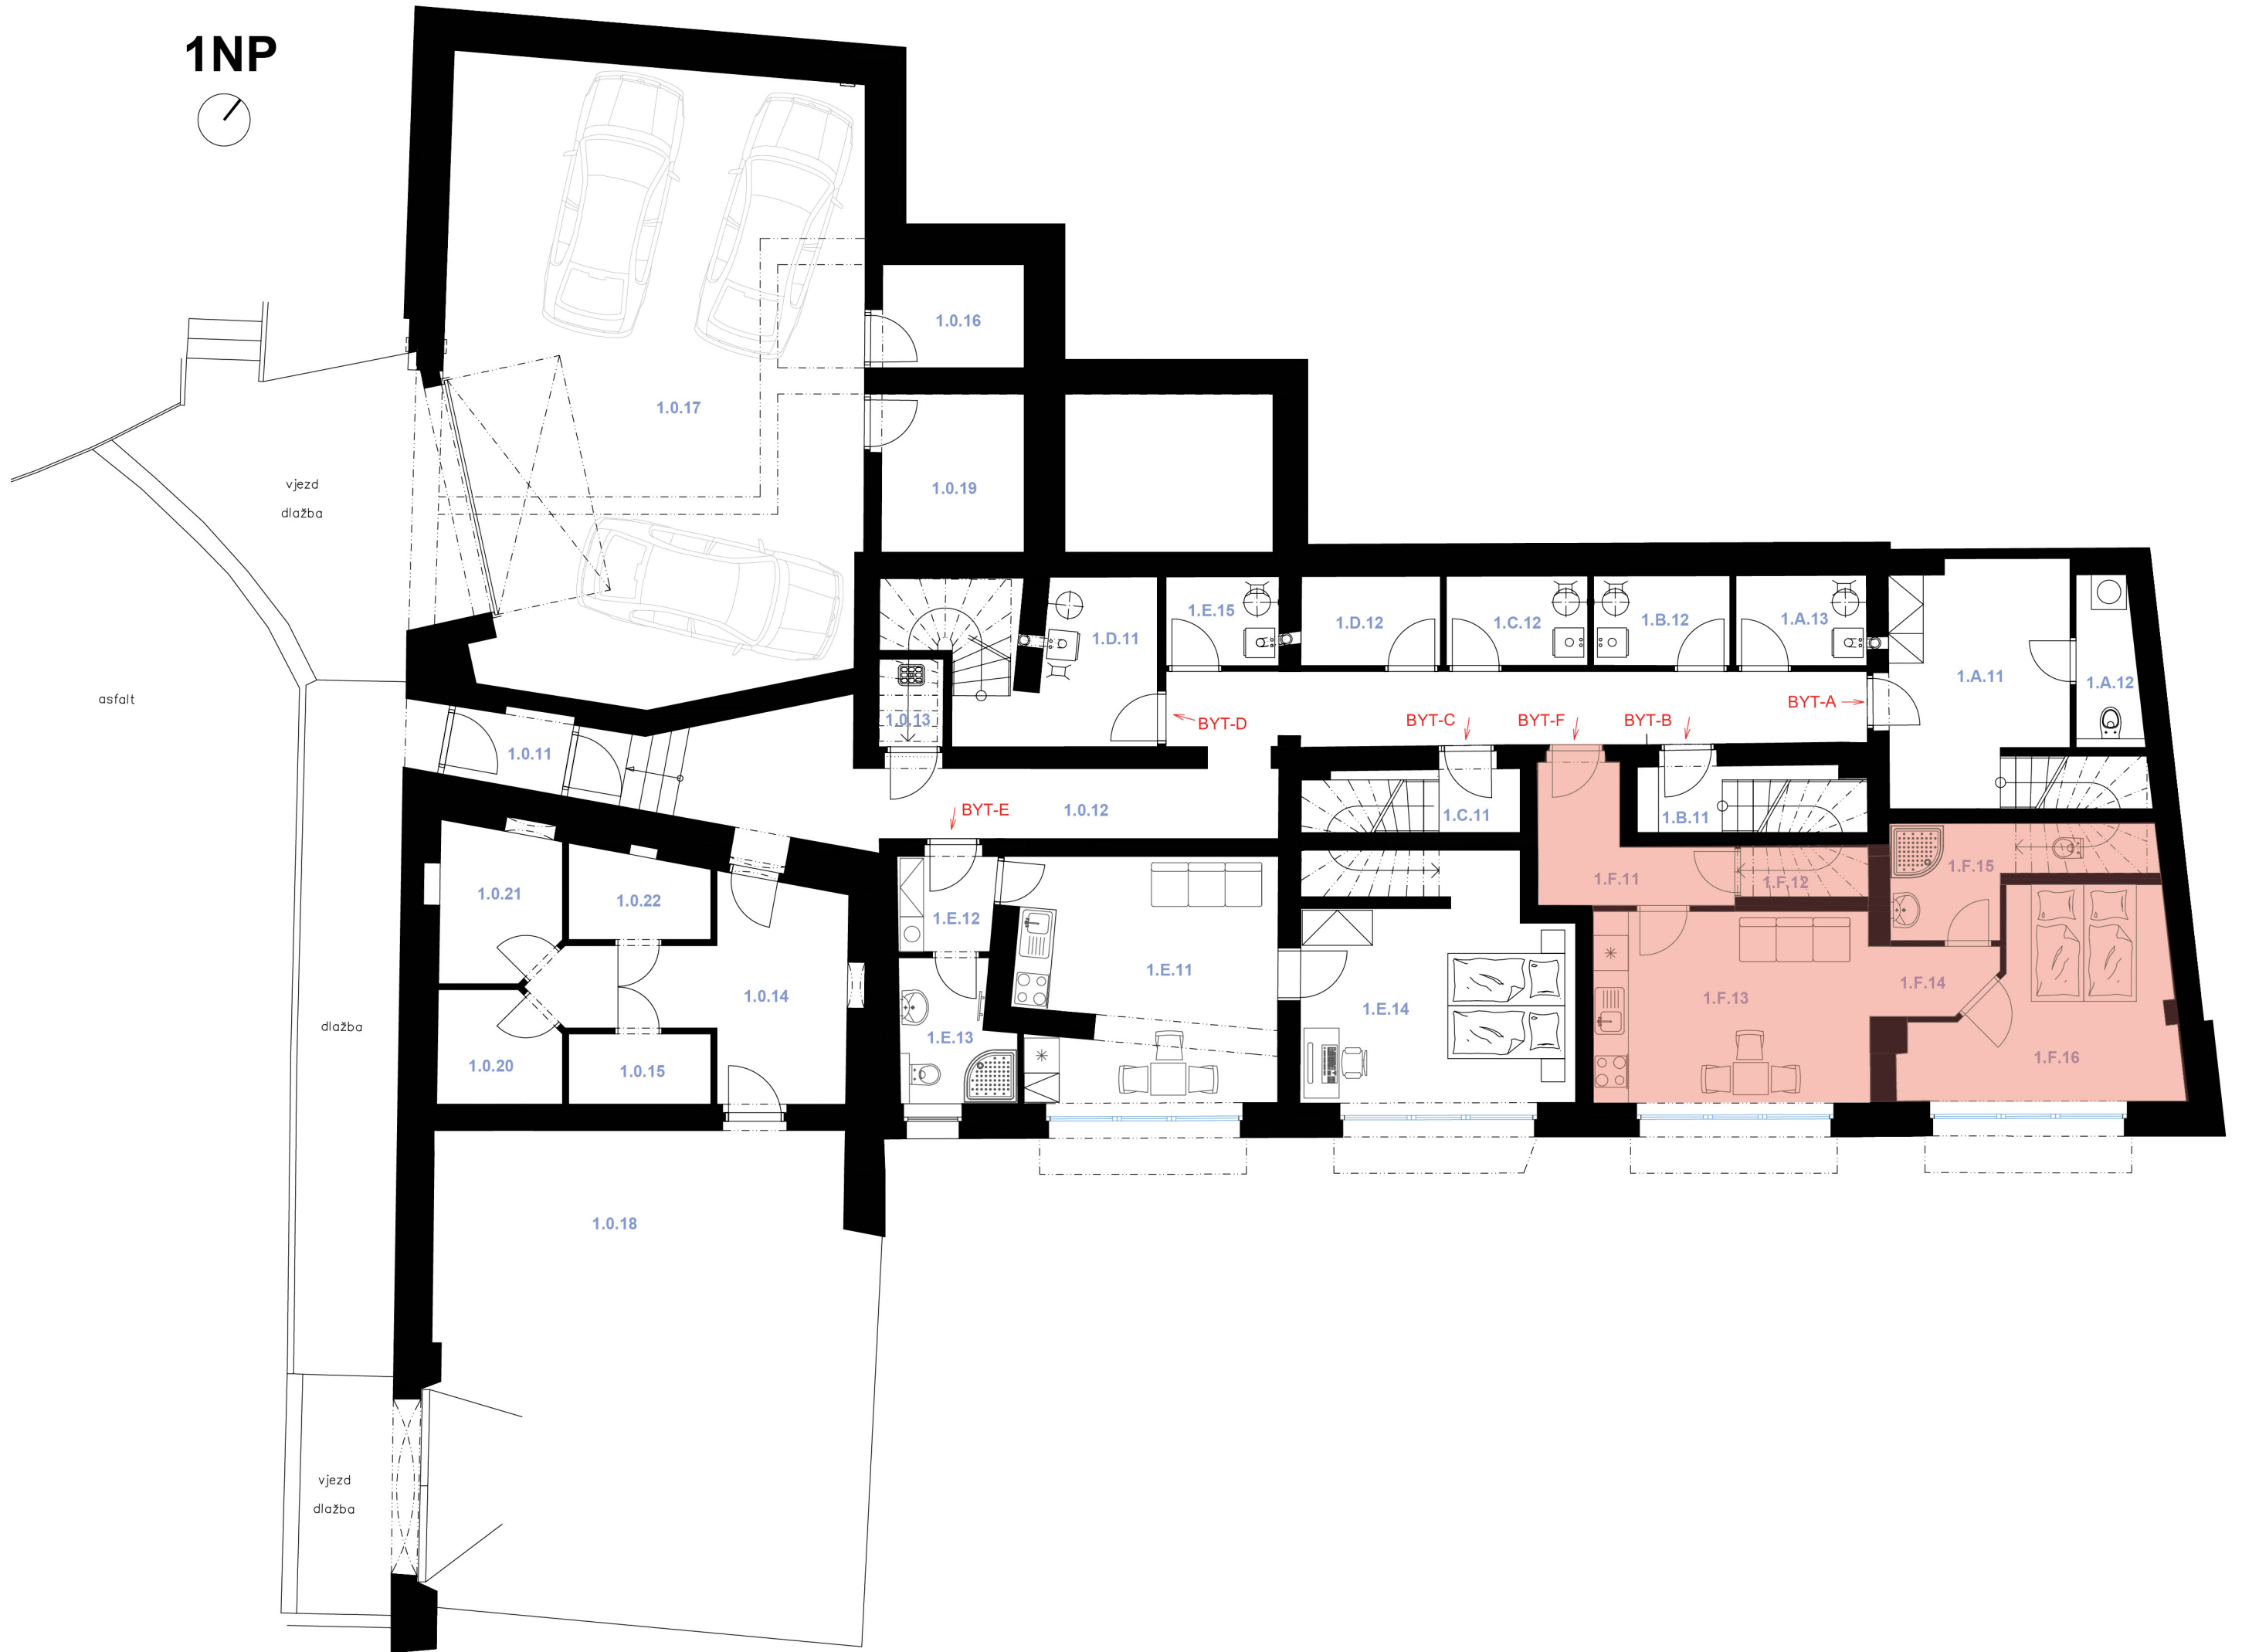 1NP
1.0.16
1.0.17
vjezd
dlažba
1.0.19
1.E.15
1.D.11
1.D.12
1.C.12
1.B.12
1.A.13
1.A.11
1.A.12
asfalt
1.0.13
BYT-D
BYT-C
BYT-F
BYT-B
BYT-A
1.0.11
BYT-E
1.0.12
1.C.11
1.B.11
1.F.15
1.0.21
1.0.22
1.E.12
1.F.11
1.F.12
1.E.11
1.F.14
1.0.14
1.E.14
1.F.13
dlažba
1.E.13
1.F.16
1.0.20
1.0.15
1.0.18
vjezd
dlažba